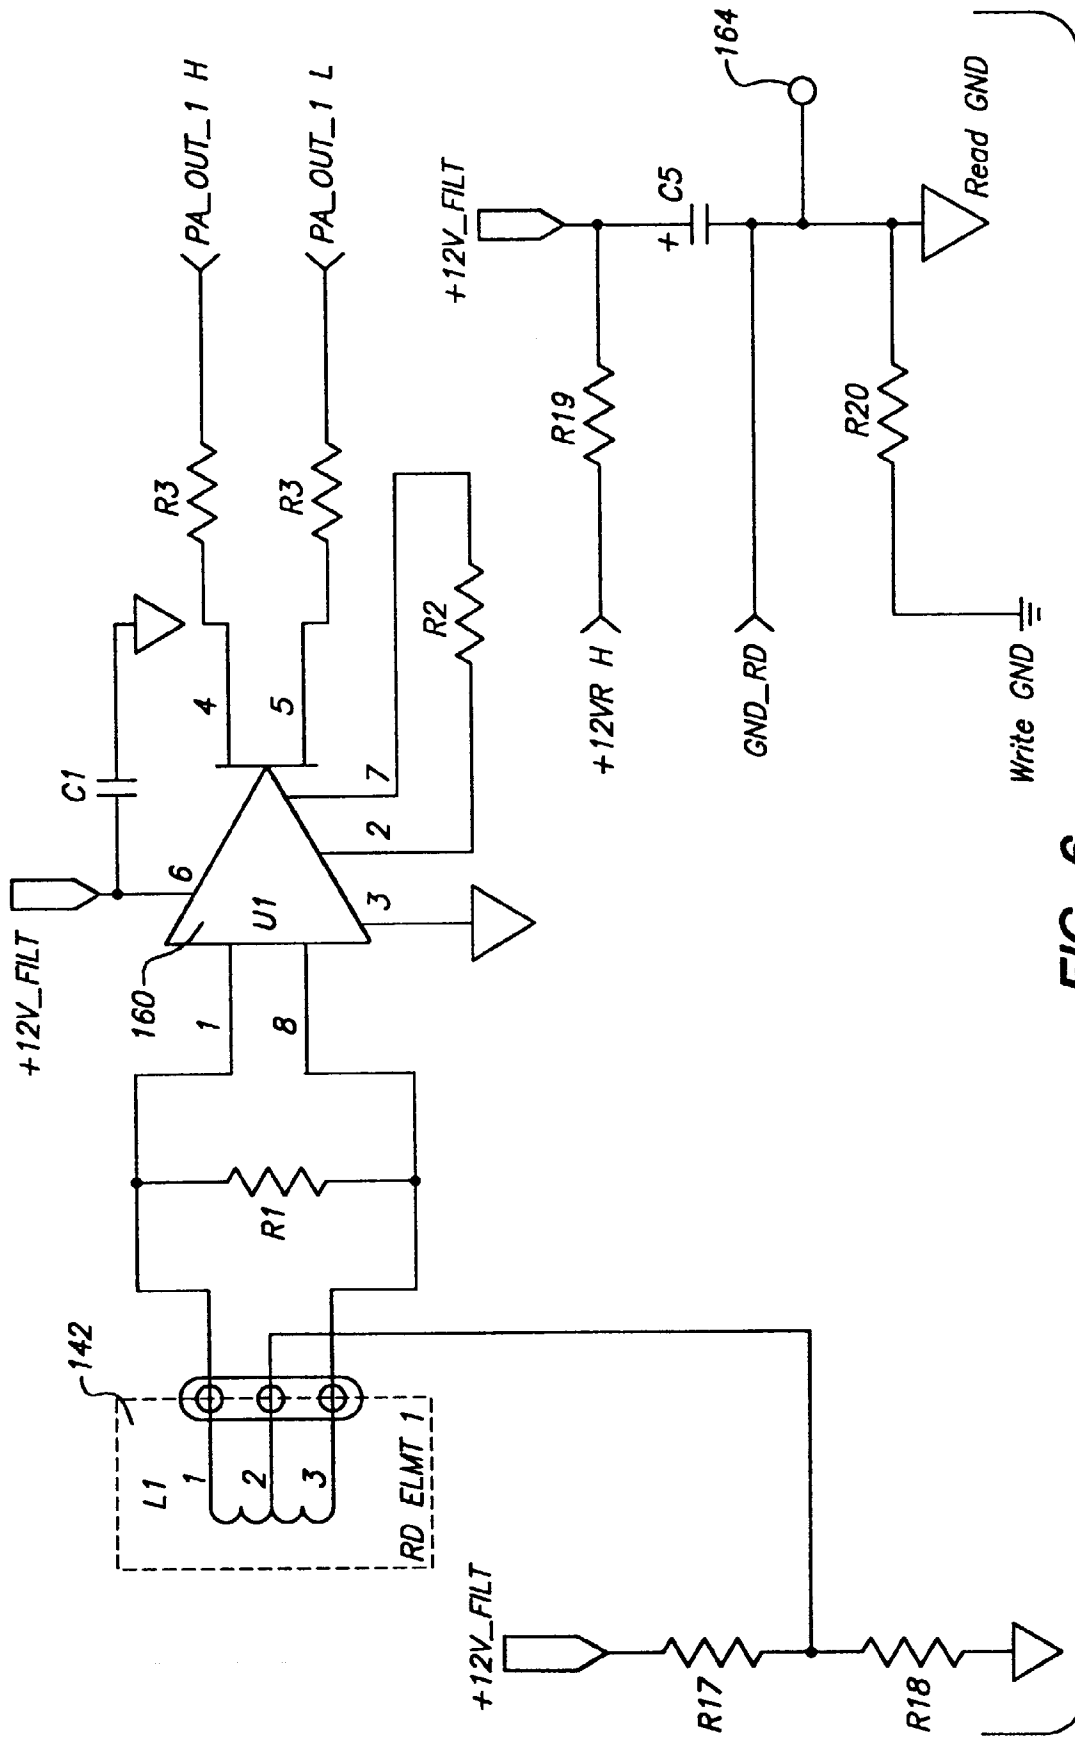 +12V_FILT
C1
6
160
U1
1
8
4
5
7
2
3
R3
PA_OUT_1 H
R3
PA_OUT_1 L
R2
R1
142
L1
1
2
3
RD ELMT 1
+12V_FILT
R17
R18
+12V_FILT
+12VR H
R19
C5
+
164
GND_RD
R20
Write GND
Read GND